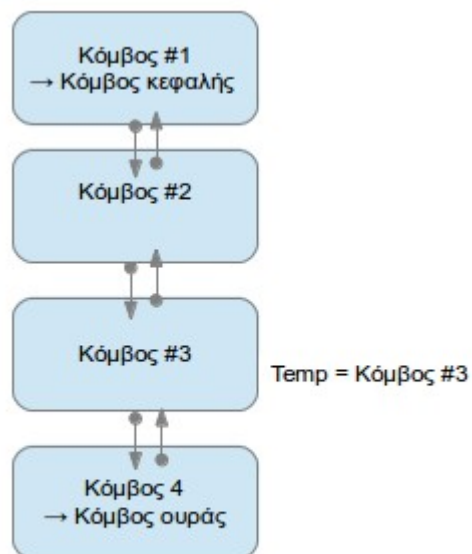 Κόμβος #1
→ Κόμβος κεφαλής
Κόμβος #2
Κόμβος #3
Temp = Κόμβος #3
Κόμβος 4
→ Κόμβος ουράς